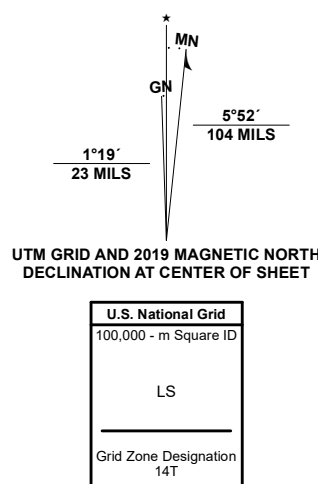 ★
MN
GN
5°52´
104 MILS
1°19´
23 MILS
UTM GRID AND 2019 MAGNETIC NORTH
DECLINATION AT CENTER OF SHEET
U.S. National Grid
100,000 - m Square ID
LS
Grid Zone Designation
14T